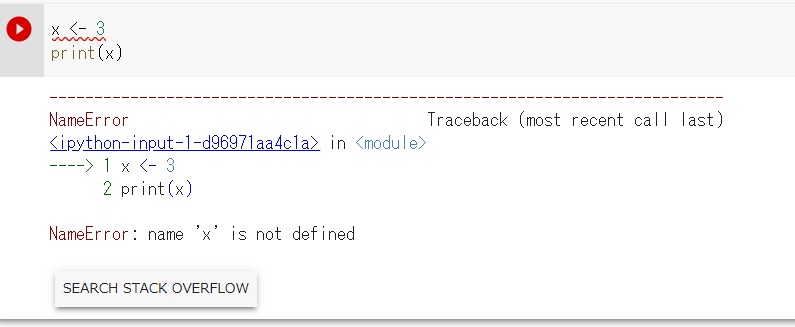 x <- 3
print(x)
---------------------------------------------------------------------------
NameError                                 Traceback (most recent call last)
<ipython-input-1-d96971aa4c1a> in <module>
----> 1 x <- 3
      2 print(x)
NameError: name 'x' is not defined
SEARCH STACK OVERFLOW